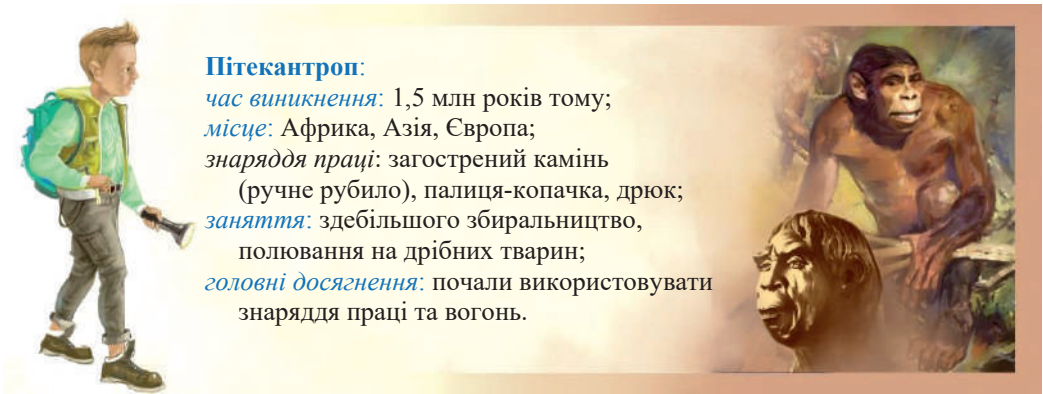 Пітекантроп:
час виникнення: 1,5 млн років тому;
місце: Африка, Азія, Європа;
знаряддя праці: загострений камінь
(ручне рубило), палиця-копачка, дрюк;
заняття: здебільшого збиральництво,
полювання на дрібних тварин;
головні досягнення: почали використовувати
знаряддя праці та вогонь.